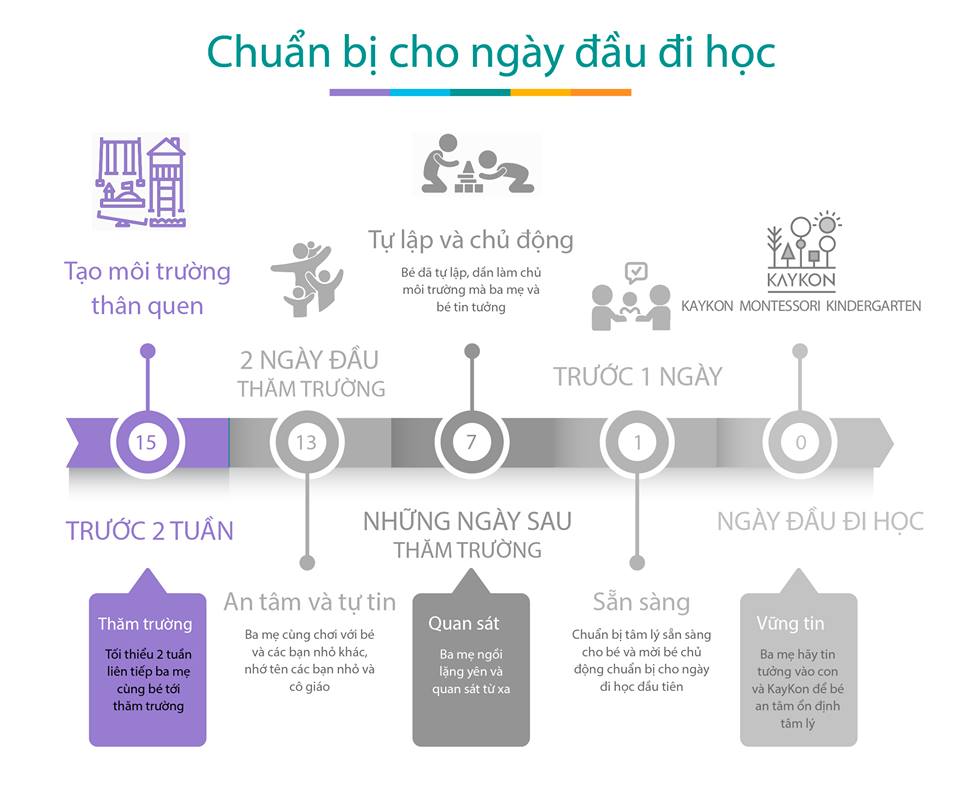 Chuẩn bị cho ngày đầu đi học
Tạo môi trường
thân quen
15
TRƯỚC 2 TUẦN
Thăm trường
Tối thiểu 2 tuần
liên tiếp ba mẹ
cùng bé tới
thăm trường
2 NGÀY ĐẦU
THĂM TRƯỜNG
13
An tâm và tự tin
Ba mẹ cùng chơi với bé
và các bạn nhỏ khác,
nhớ tên các bạn nhỏ và
cô giáo
Tự lập và chủ động
Bé đã tự lập, dần làm chủ
môi trường mà ba mẹ và
bé tin tưởng
7
NHỮNG NGÀY SAU
THĂM TRƯỜNG
Quan sát
Ba mẹ ngồi
lặng yên và
quan sát từ xa
TRƯỚC 1 NGÀY
1
Sẵn sàng
Chuẩn bị tâm lý sẵn sàng
cho bé và mời bé chủ
động chuẩn bị cho ngày
đi học đầu tiên
KAYKON
KAYKON MONTESSORI KINDERGARTEN
0
NGÀY ĐẦU ĐI HỌC
Vững tin
Ba mẹ hãy tin
tưởng vào con
và KayKon để bé
an tâm ổn định
tâm lý